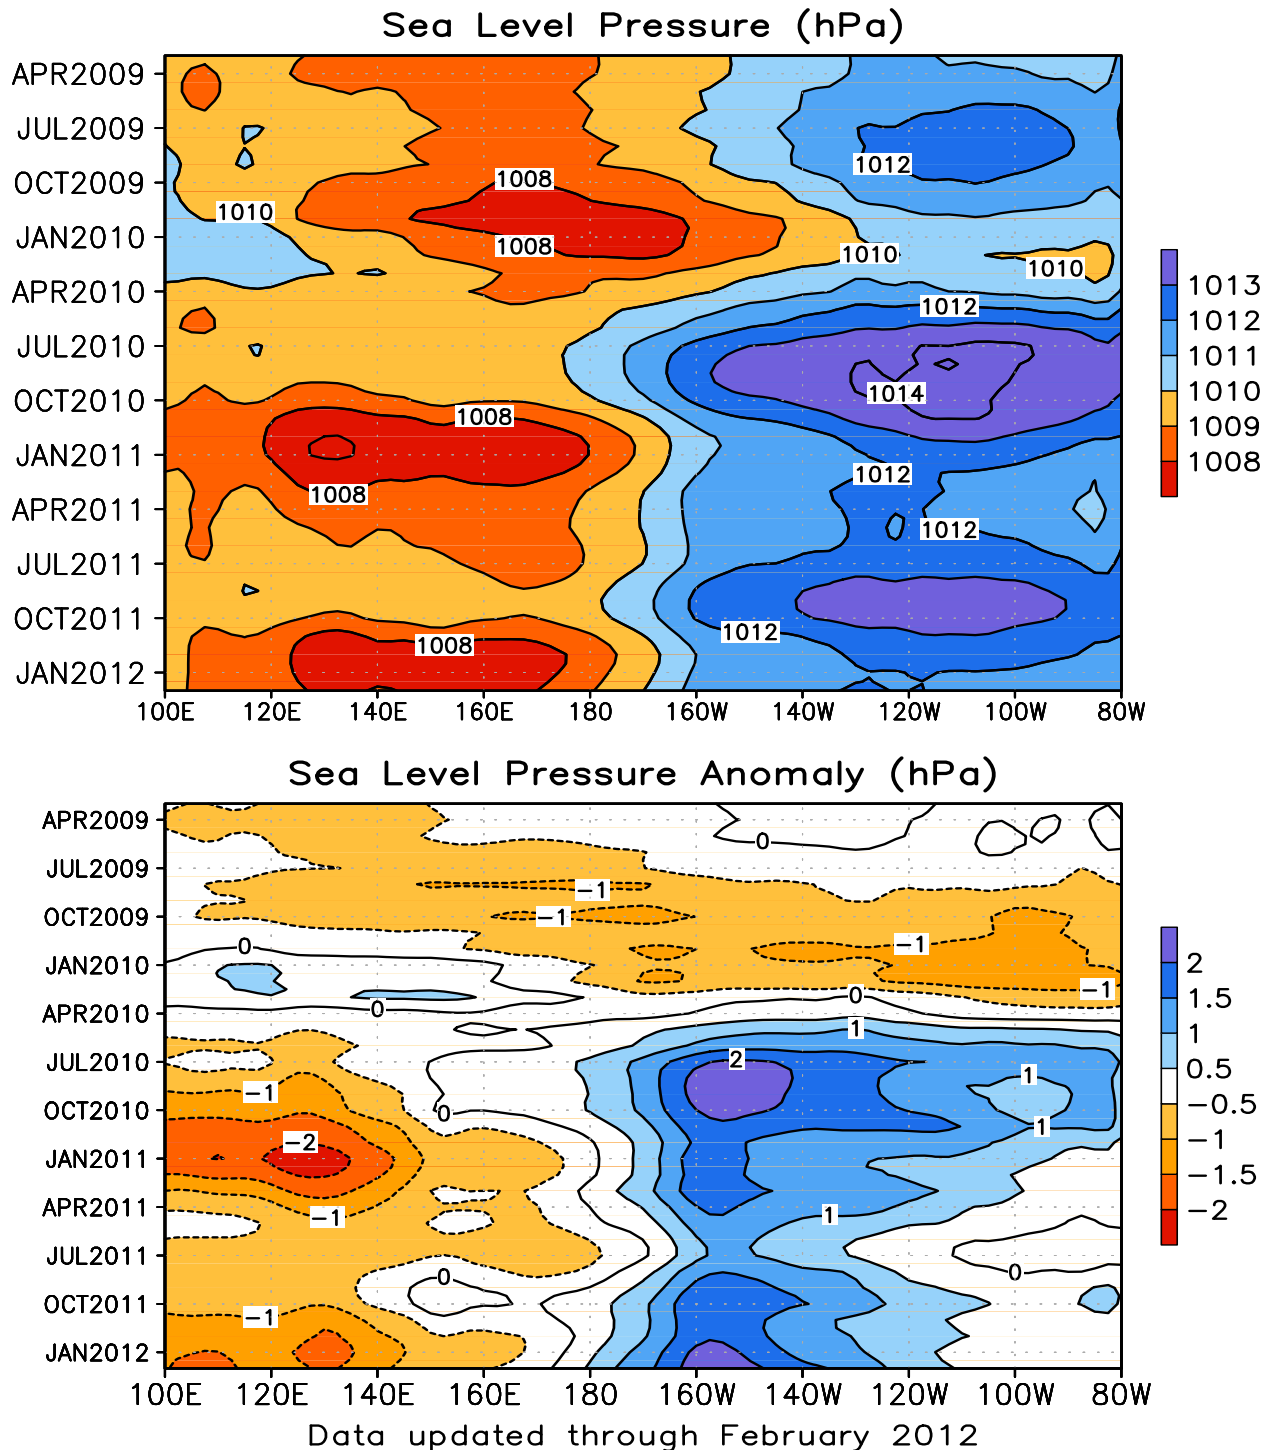 Sea Level Pressure (hPa)
APR2009
JUL2009
OCT2009
JAN2010
APR2010
JUL2010
OCT2010
JAN2011
APR2011
JUL2011
OCT2011
JAN2012
1012
1008
1010
1008
1010
1010
1012
1014
1008
1012
1008
1012
1012
1008
1013
1012
1011
1010
1009
1008
100E 120E 140E 160E 180 160W 140W 120W 100W 80W
Sea Level Pressure Anomaly (hPa)
APR2009
JUL2009
OCT2009
JAN2010
APR2010
JUL2010
OCT2010
JAN2011
APR2011
JUL2011
OCT2011
JAN2012
0
-1
-1
0
-1
-1
0
0
1
2
1
-1
0
1
-2
-1
1
0
0
-1
2
1.5
1
0.5
-0.5
-1
-1.5
-2
100E 120E 140E 160E 180 160W 140W 120W 100W 80W
Data updated through February 2012